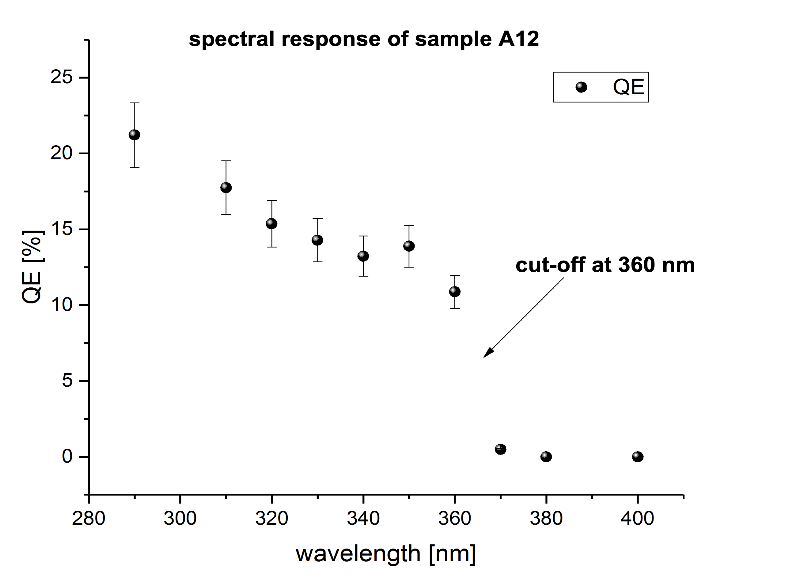 spectral response of sample A12
QE
25
20
15
10
5
0
QE [%]
cut-off at 360 nm
280 300 320 340 360 380 400
wavelength [nm]